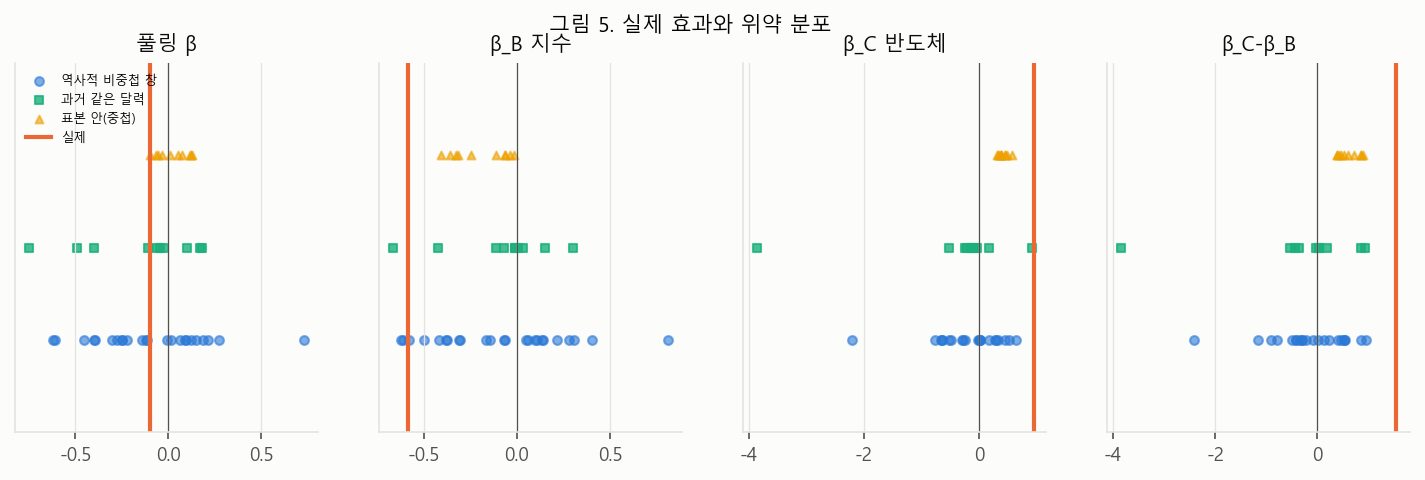 그림 5. 실제 효과와 위약 분포
풀링 β
역사적 비중첩 창
과거 같은 달력
표본 안(중첩)
실제
-0.5 0.0 0.5
β_B 지수
-0.5 0.0 0.5
β_C 반도체
-4 -2 0
β_C-β_B
-4 -2 0